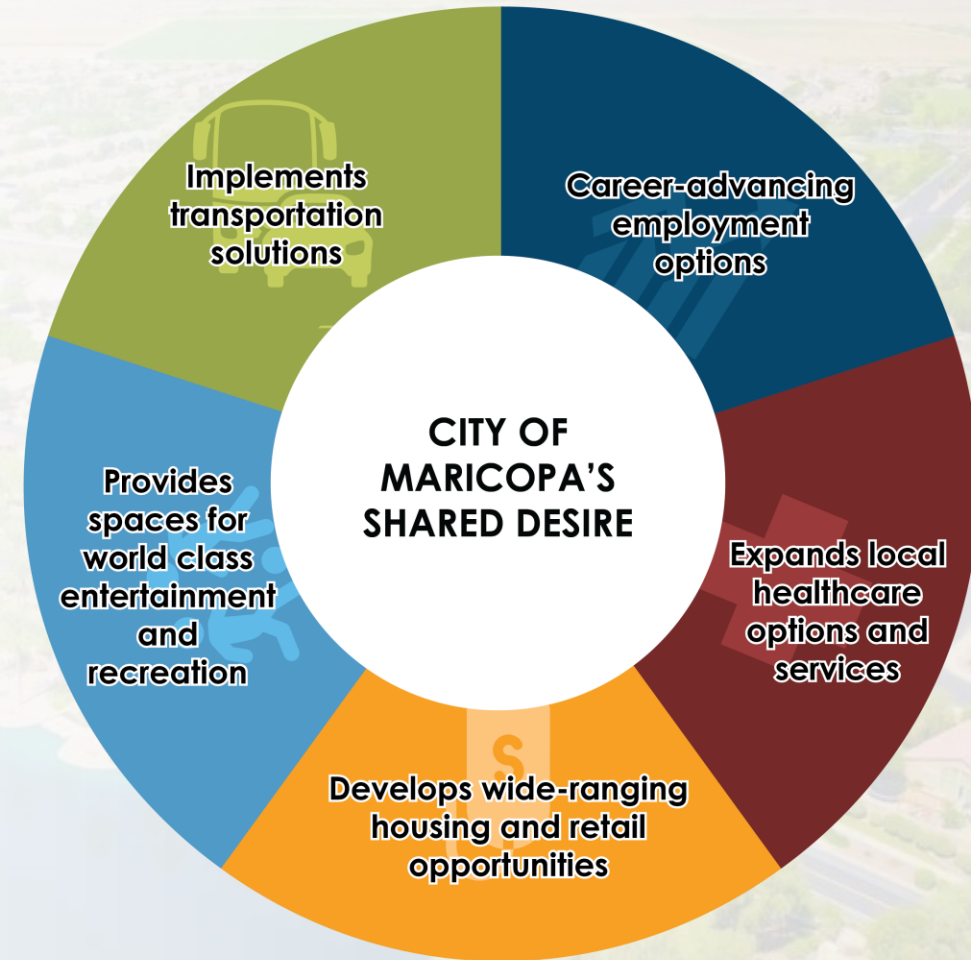 Implements
transportation
solutions
Career-advancing
employment
options
CITY OF
MARICOPA'S
SHARED DESIRE
Provides
spaces for
world class
entertainment
and
recreation
Expands local
healthcare
options and
services
$
Develops wide-ranging
housing and retail
opportunities